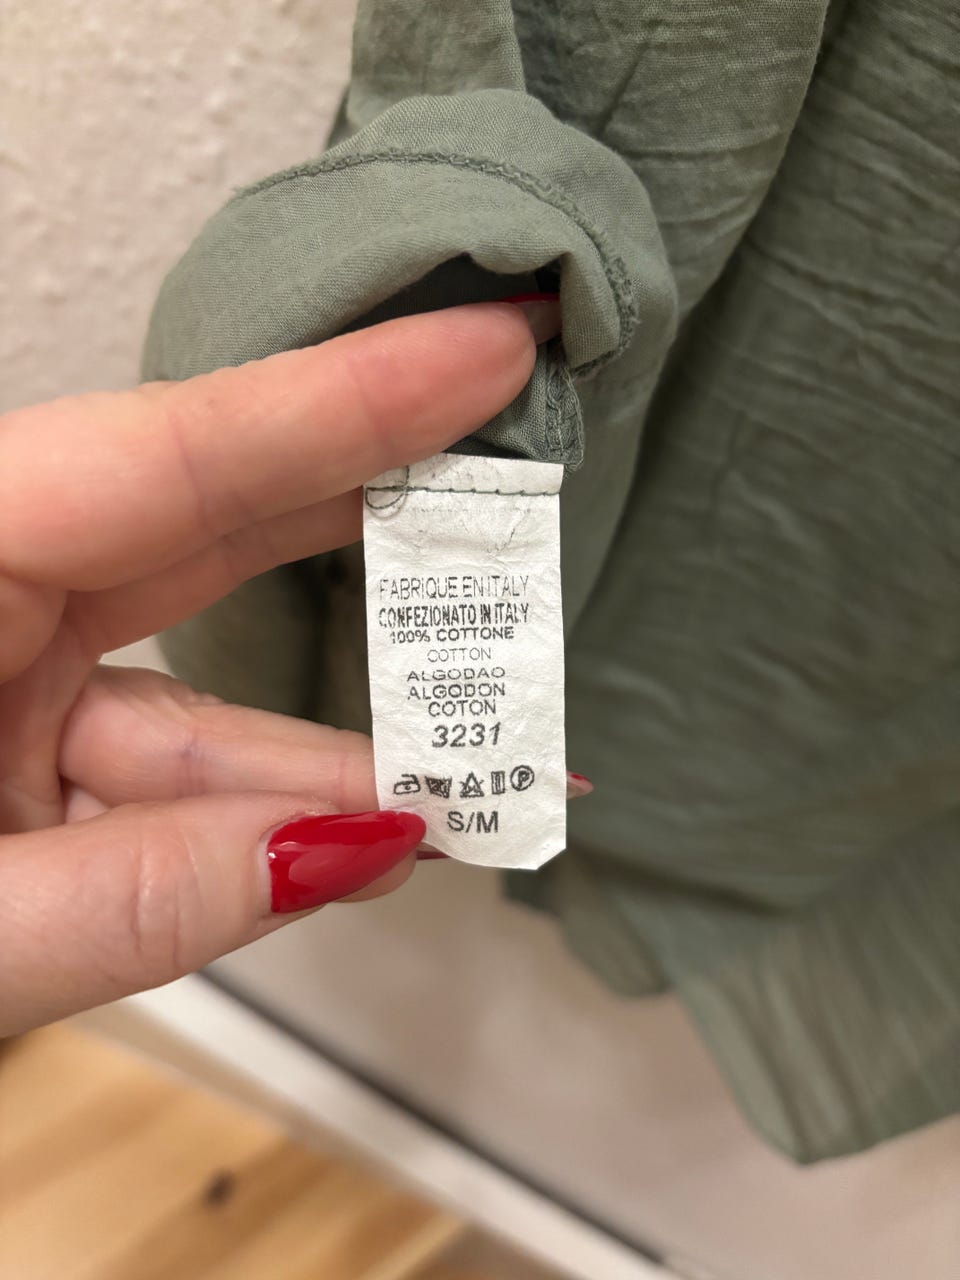 FABRIQUE EN ITALY
CONFEZIONATO IN ITALY
100% COTTONE
COTTON
ALGODAO
ALGODON
COTON
3231
P
S/M